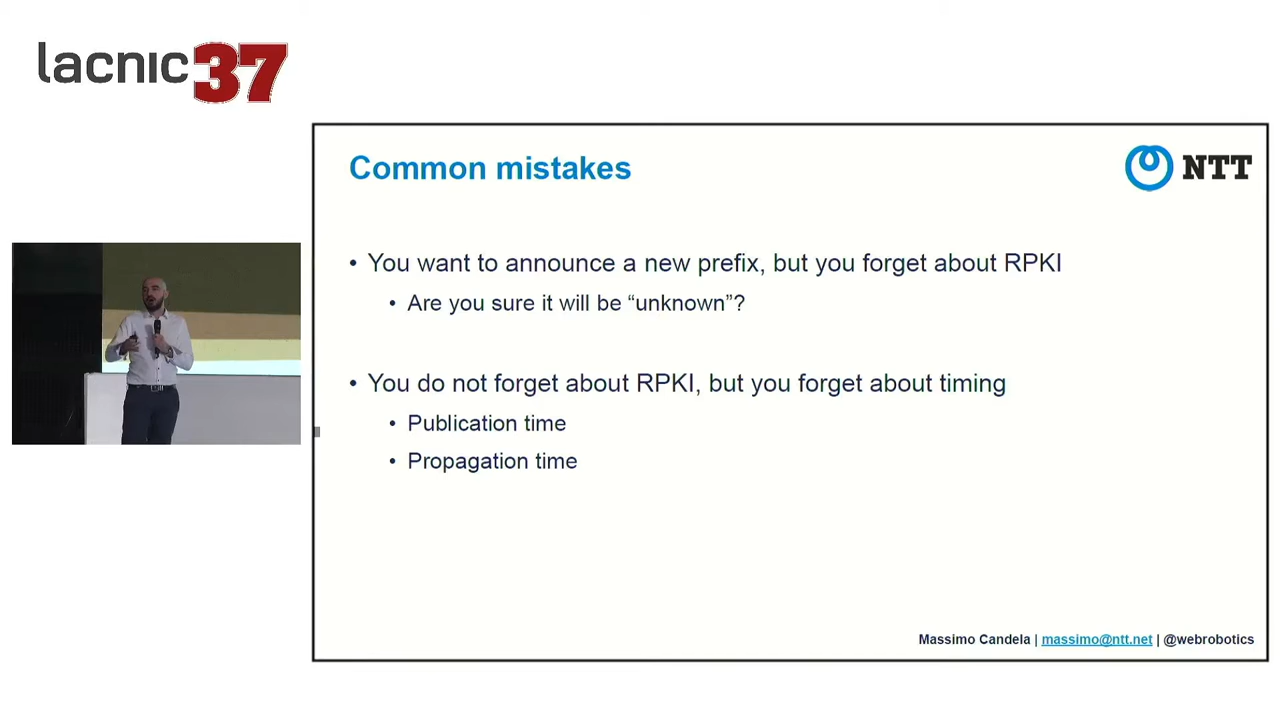 lacnic 37
Common mistakes
NTT
• You want to announce a new prefix, but you forget about RPKI
• Are you sure it will be “unknown”?
• You do not forget about RPKI, but you forget about timing
• Publication time
• Propagation time
Massimo Candela | massimo@ntt.net | @webrobotics